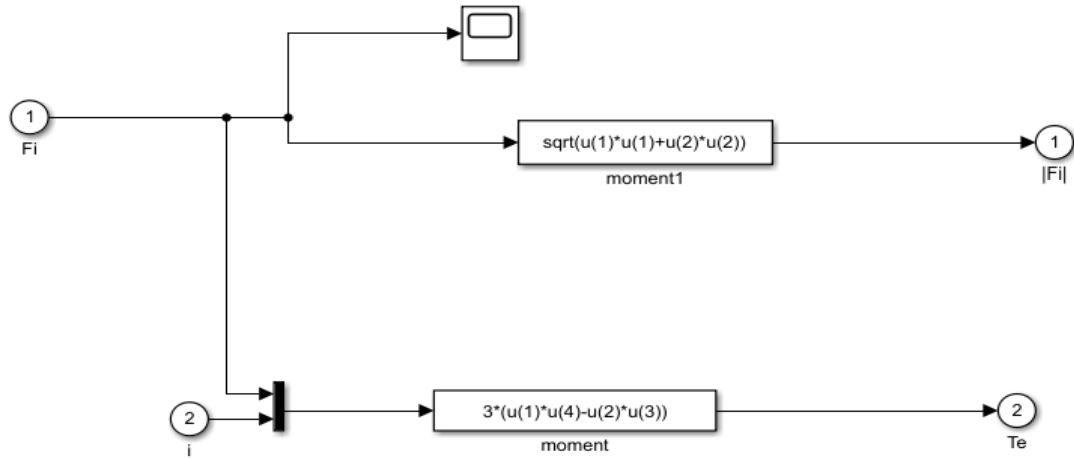 1
Fi
sqrt(u(1)*u(1)+u(2)*u(2))
moment1
1
|Fi|
2
i
3*(u(1)*u(4)-u(2)*u(3))
moment
2
Te